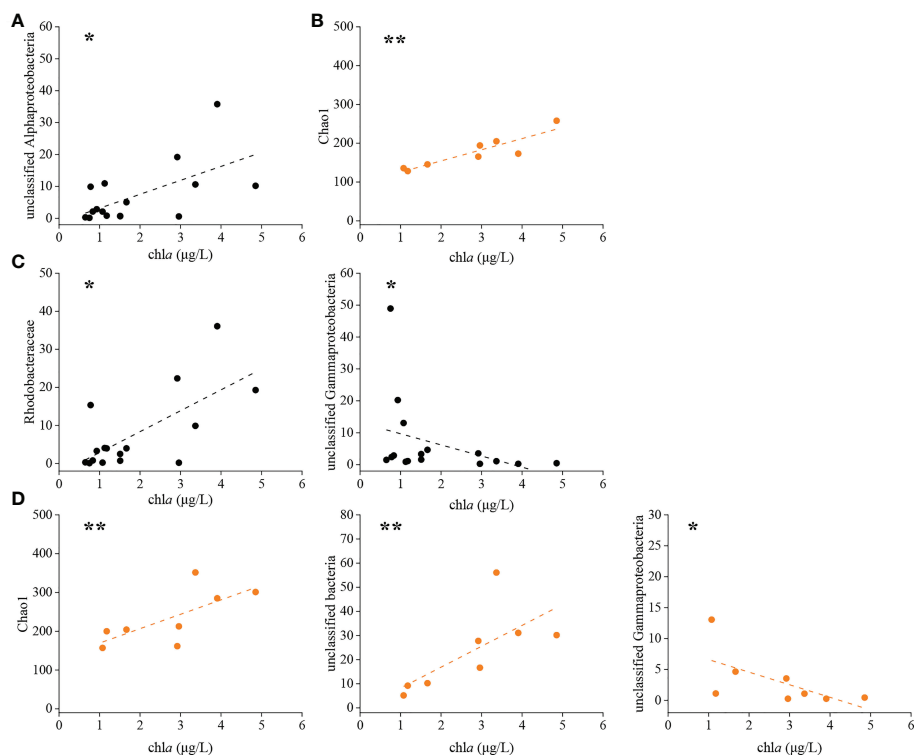 A
*
60
50
40
30
20
10
0
unclassified Alphaproteobacteria
0 1 2 3 4 5 6
chla (μg/L)
B
**
500
400
300
200
100
0
Chao1
0 1 2 3 4 5 6
chla (μg/L)
C
*
50
40
30
20
10
0
Rhodobacteraceae
0 1 2 3 4 5 6
chla (μg/L)
*
60
50
40
30
20
10
0
unclassified Gammaproteobacteria
0 1 2 3 4 5 6
chla (μg/L)
D
**
500
400
300
200
100
0
Chao1
0 1 2 3 4 5 6
chla (μg/L)
**
80
70
60
50
40
30
20
10
0
unclassified bacteria
0 1 2 3 4 5 6
chla (μg/L)
*
30
25
20
15
10
5
0
unclassified Gammaproteobacteria
0 1 2 3 4 5 6
chla (μg/L)